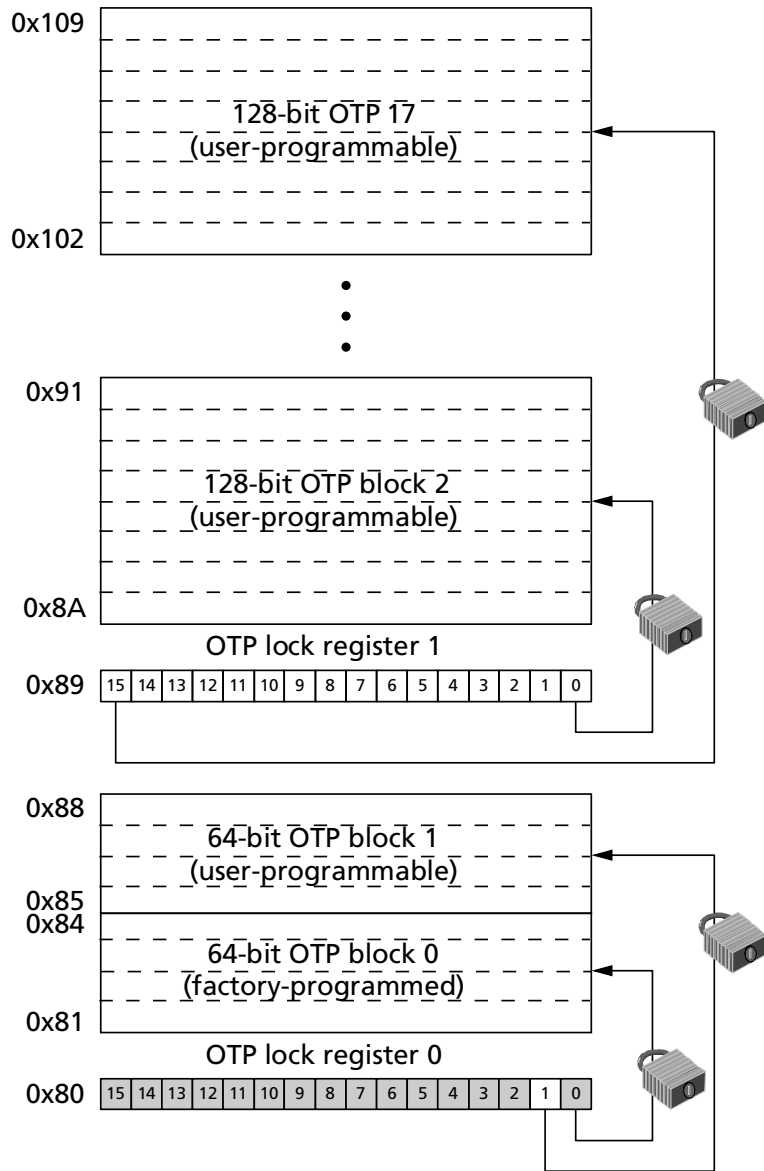 0x109
128-bit OTP 17
(user-programmable)
0x102
0x91
128-bit OTP block 2
(user-programmable)
0x8A
OTP lock register 1
0x89 15 14 13 12 11 10 9 8 7 6 5 4 3 2 1 0
0x88
64-bit OTP block 1
(user-programmable)
0x85
0x84
64-bit OTP block 0
(factory-programmed)
0x81
OTP lock register 0
0x80 15 14 13 12 11 10 9 8 7 6 5 4 3 2 1 0